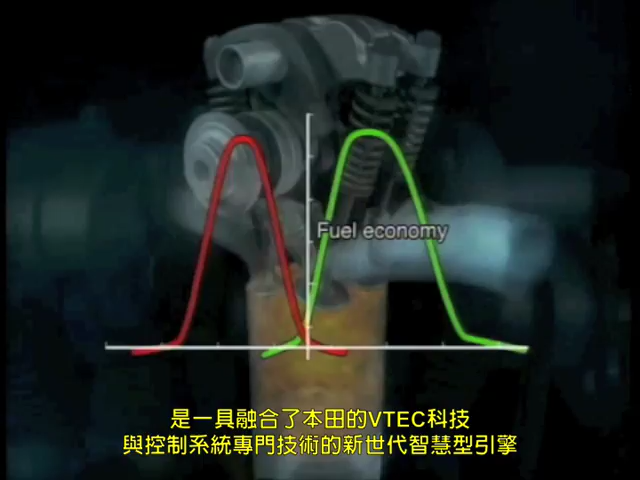 Fuel economy
是一具融合了本田的VTEC科技
與控制系統專門技術的新世代智慧型引擎